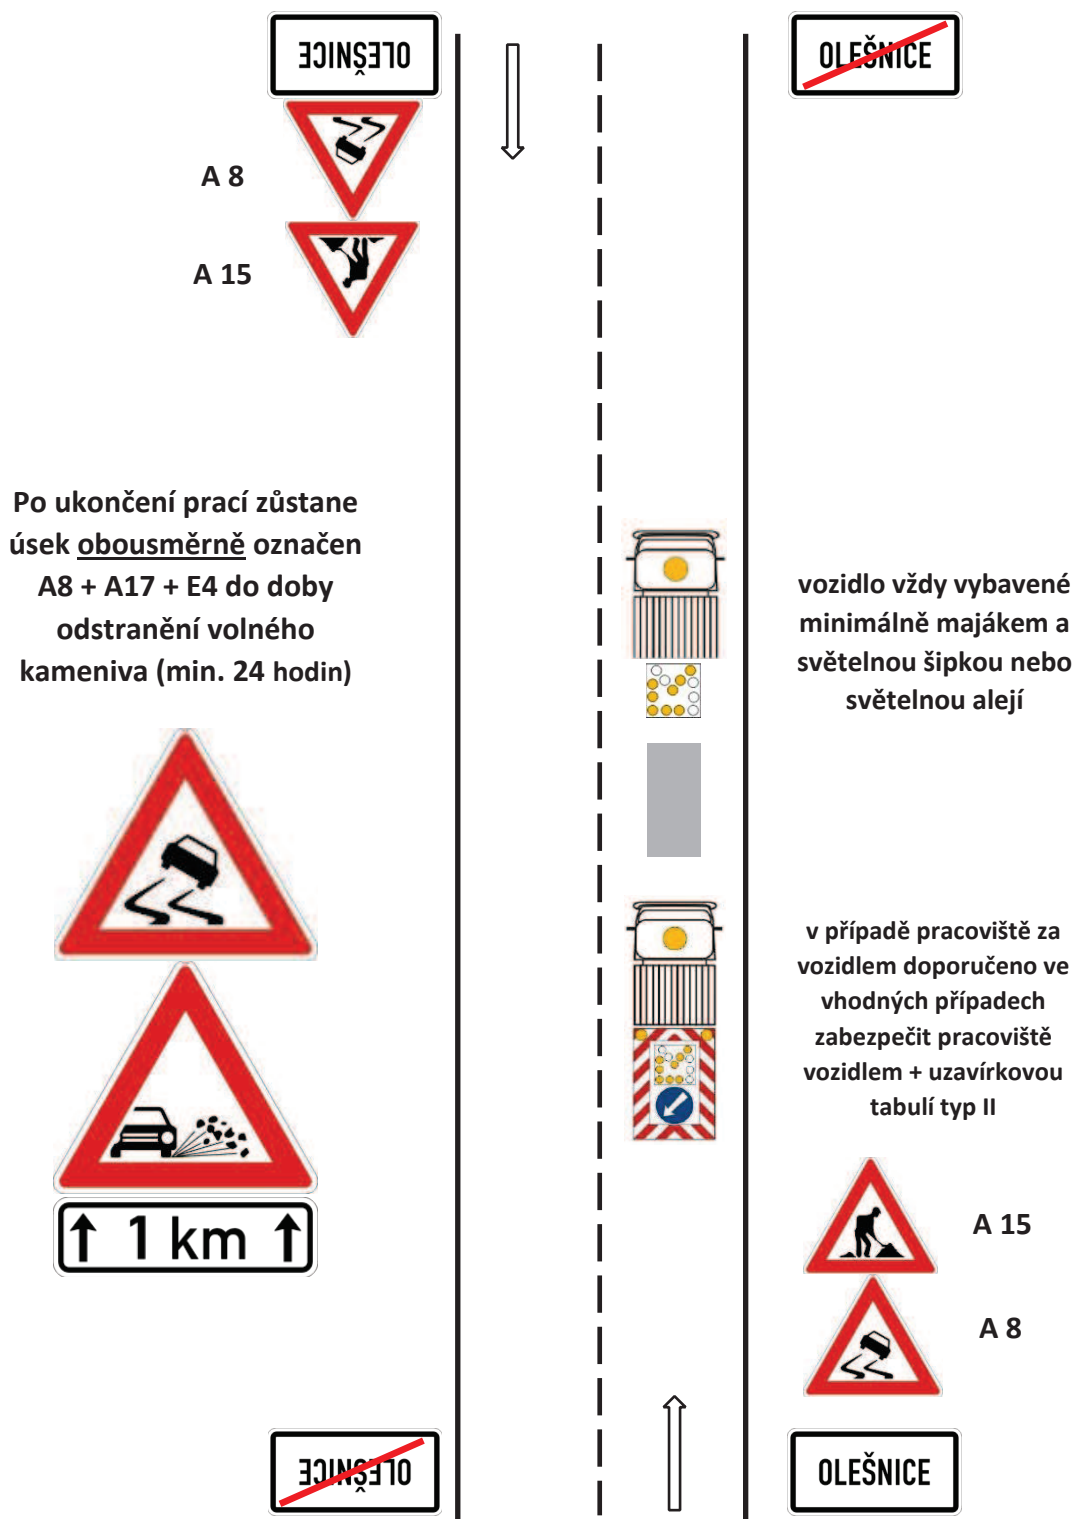 OLEŠNICE
OLEŠNICE
A 8
A 15
Po ukončení prací zůstane
úsek obousměrně označen
A8 + A17 + E4 do doby
odstranění volného
kameniva (min. 24 hodin)
vozidlo vždy vybavené
minimálně majákem a
světelnou šipkou nebo
světelnou alejí
v případě pracoviště za
vozidlem doporučeno ve
vhodných případech
zabezpečit pracoviště
vozidlem + uzavírkovou
tabulí typ II
1 km
A 15
A 8
OLEŠNICE
OLEŠNICE